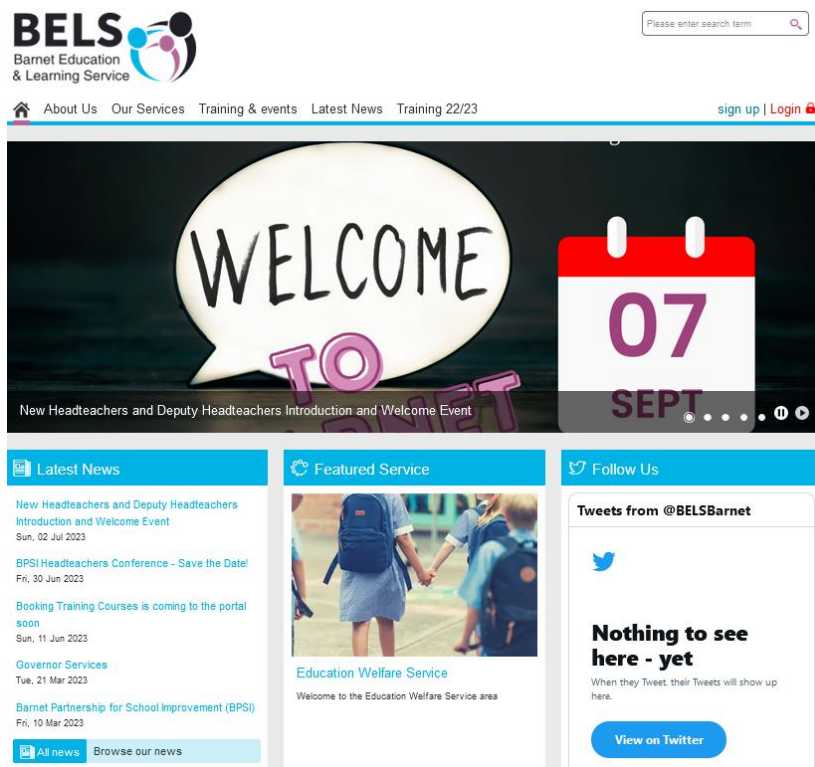 BELS
Barnet Education
& Learning Service
Please enter search term
About Us Our Services Training & events Latest News Training 22/23
sign up | Login
WELCOME
TO
07
SEPT
New Headteachers and Deputy Headteachers Introduction and Welcome Event
Latest News
New Headteachers and Deputy Headteachers
Introduction and Welcome Event
Sun, 02 Jul 2023
BPSI Headteachers Conference - Save the Date!
Fri, 30 Jun 2023
Booking Training Courses is coming to the portal
soon
Sun, 11 Jun 2023
Governor Services
Tue, 21 Mar 2023
Barnet Partnership for School Improvement (BPSI)
Fri, 10 Mar 2023
All news Browse our news
Featured Service
Education Welfare Service
Welcome to the Education Welfare Service area
Follow Us
Tweets from @BELSBarnet
Nothing to see
here - yet
When they Tweet, their Tweets will show up
here.
View on Twitter